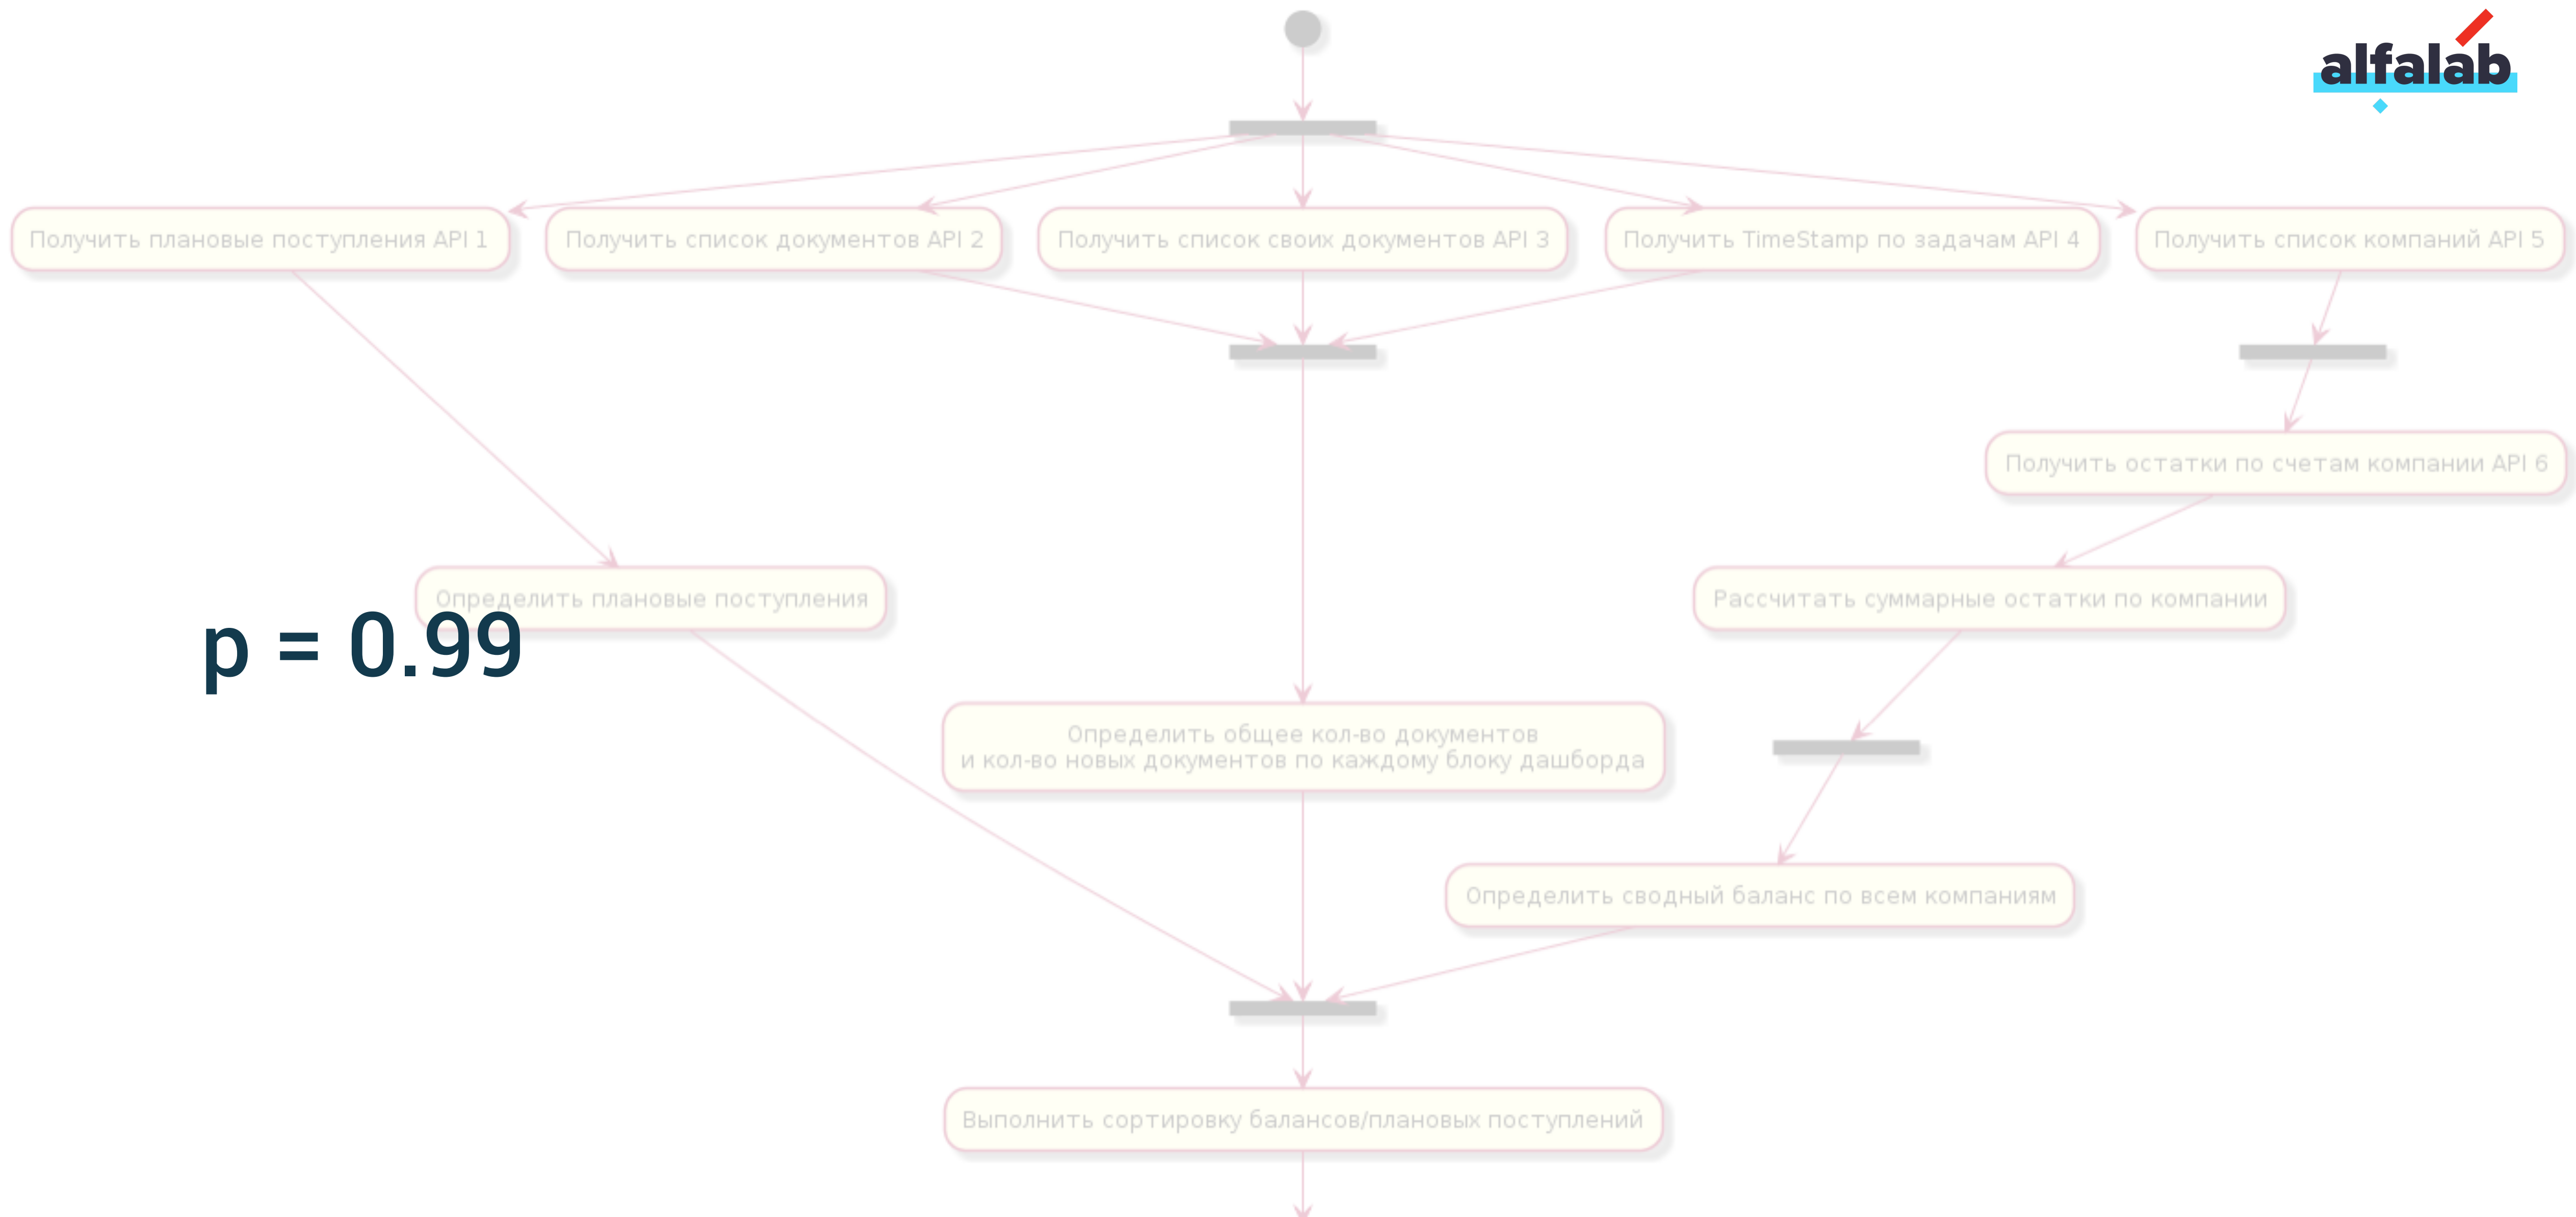 alfalab
Получить плановые поступления API 1
Получить список документов API 2
Получить список своих документов API 3
Получить TimeStamp по задачам API 4
Получить список компаний API 5
Получить остатки по счетам компании API 6
Определить плановые поступления
Рассчитать суммарные остатки по компании
p = 0.99
Определить общее кол-во документов
и кол-во новых документов по каждому блоку дашборда
Определить сводный баланс по всем компаниям
Выполнить сортировку балансов/плановых поступлений